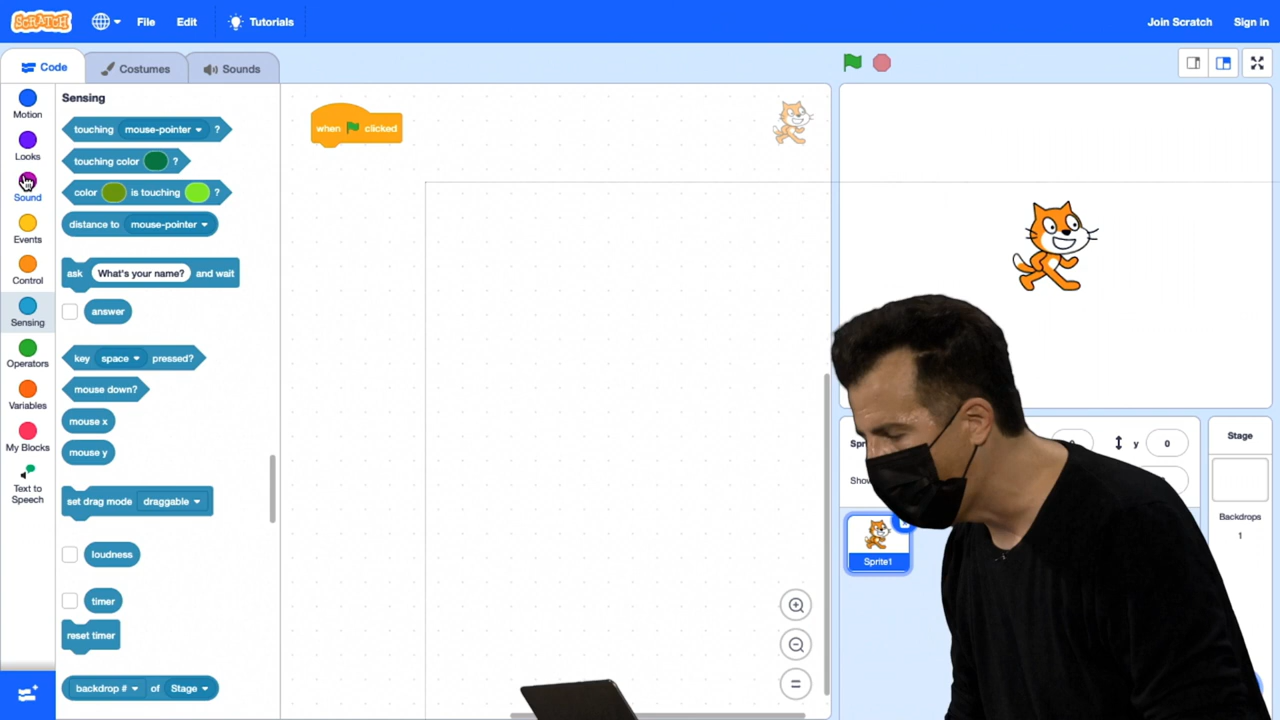 SCRATCH File Edit Tutorials Join Scratch Sign in
Code Costumes Sounds
Motion
Looks
Sound
Events
Control
Sensing
Operators
Variables
My Blocks
Text to
Speech
Sensing
touching mouse-pointer ?
touching color ?
color is touching ?
distance to mouse-pointer
ask What's your name? and wait
answer
key space pressed?
mouse down?
mouse x
mouse y
set drag mode draggable
loudness
timer
reset timer
backdrop # of Stage
when clicked
y 0
Sprite1
Stage
Backdrops
1